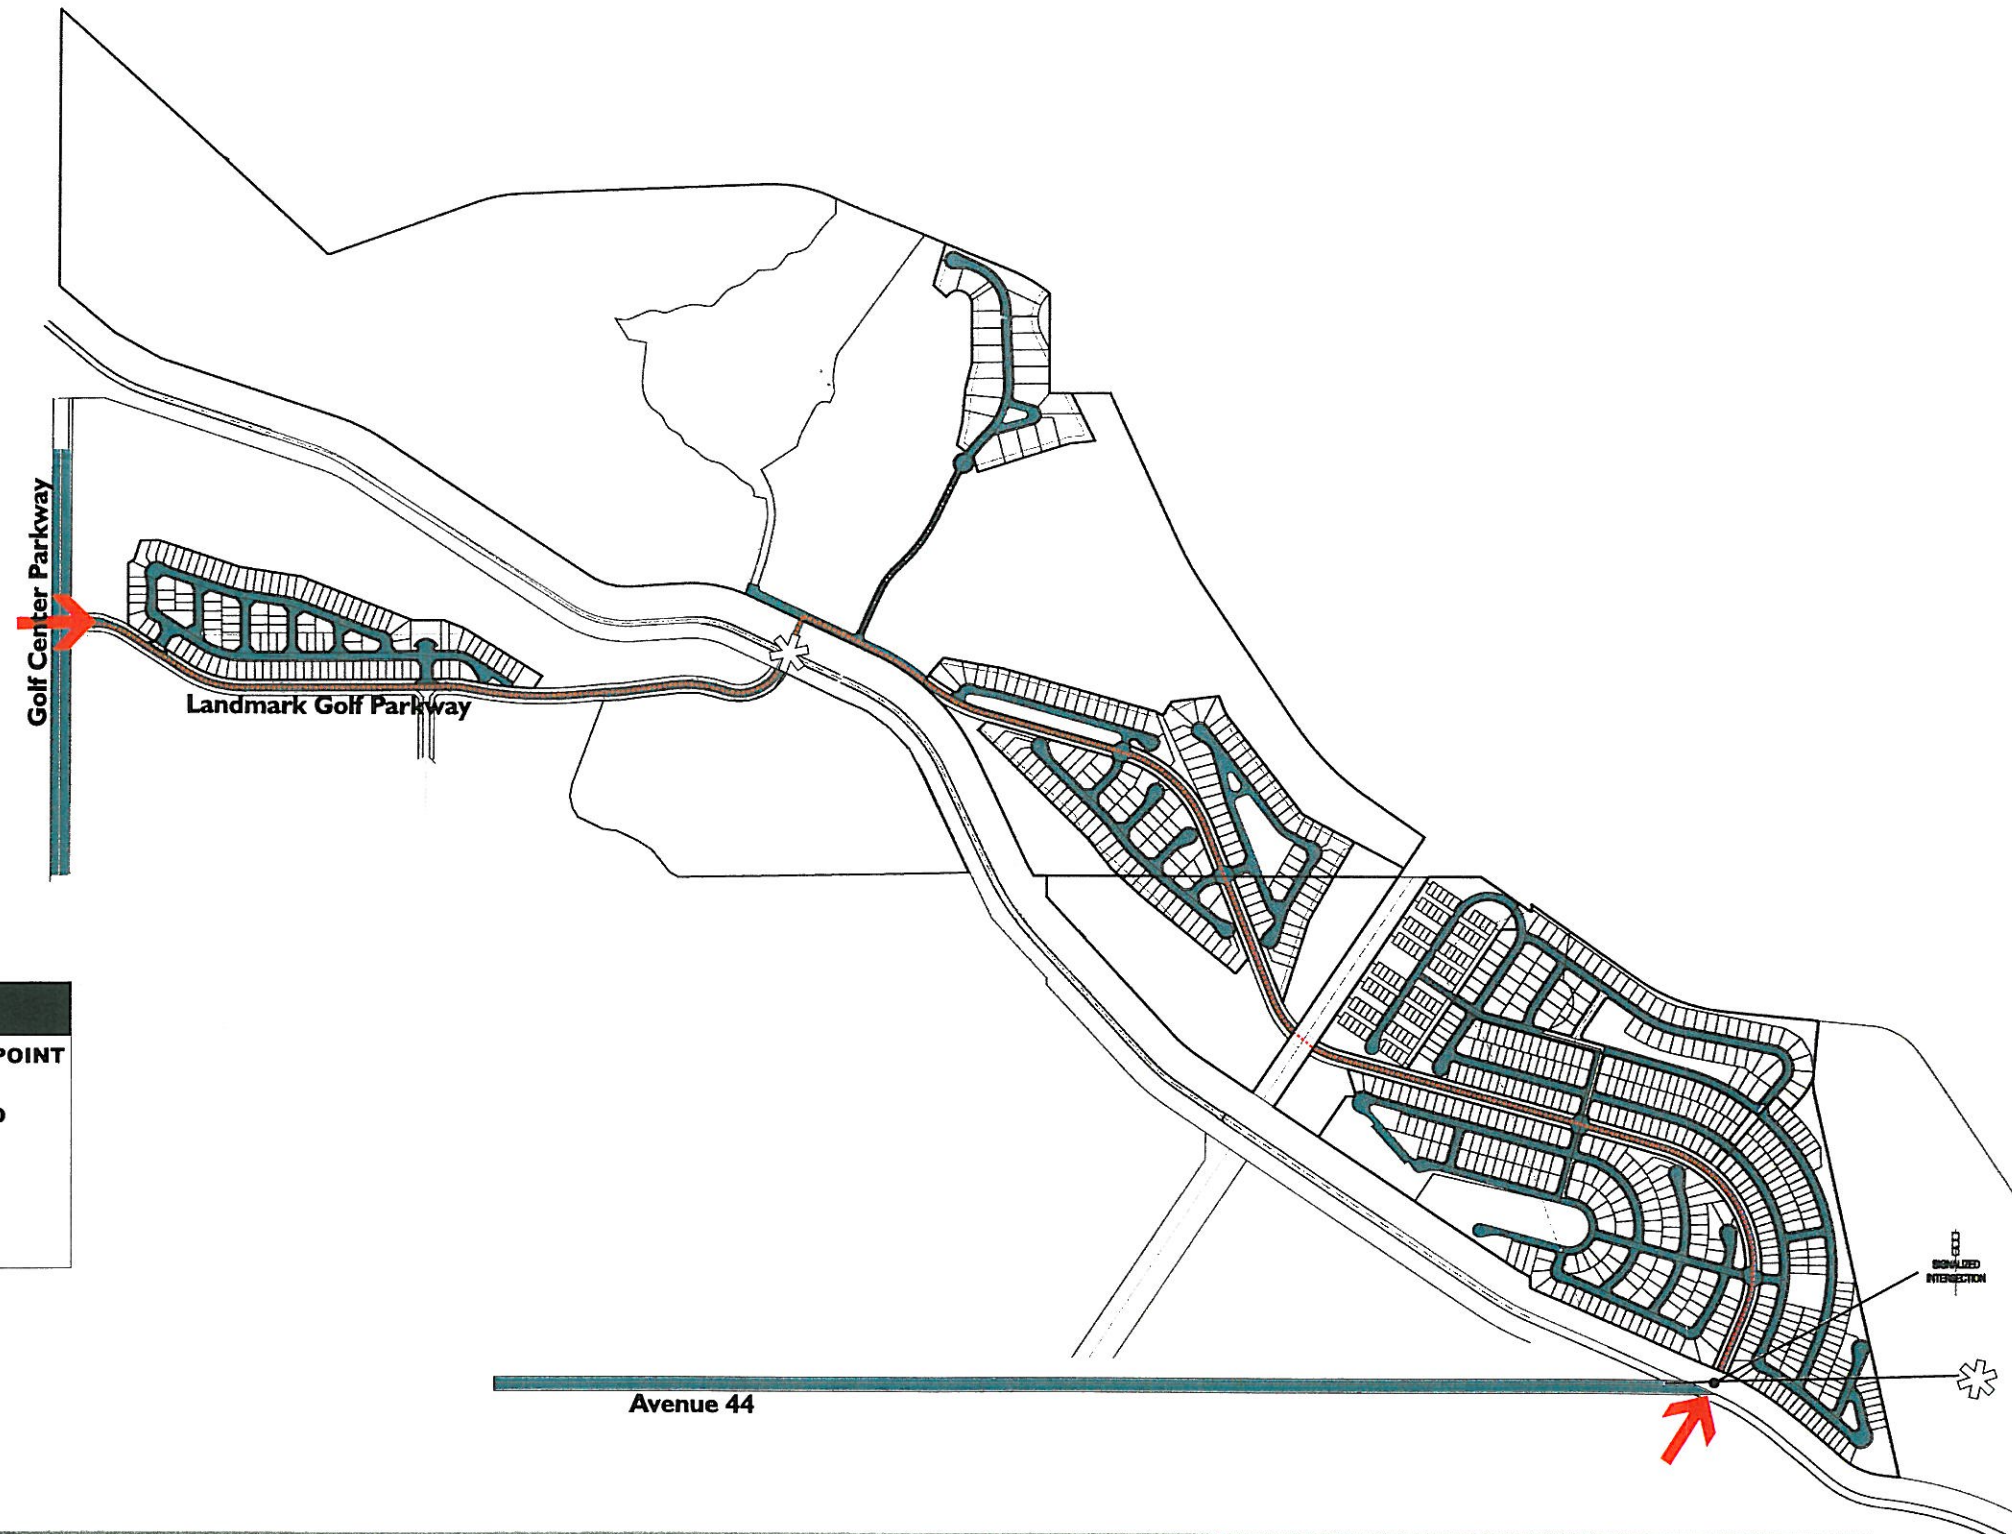 Golf Center Parkway
Landmark Golf Parkway
POINT
SIGNALIZED
INTERSECTION
Avenue 44